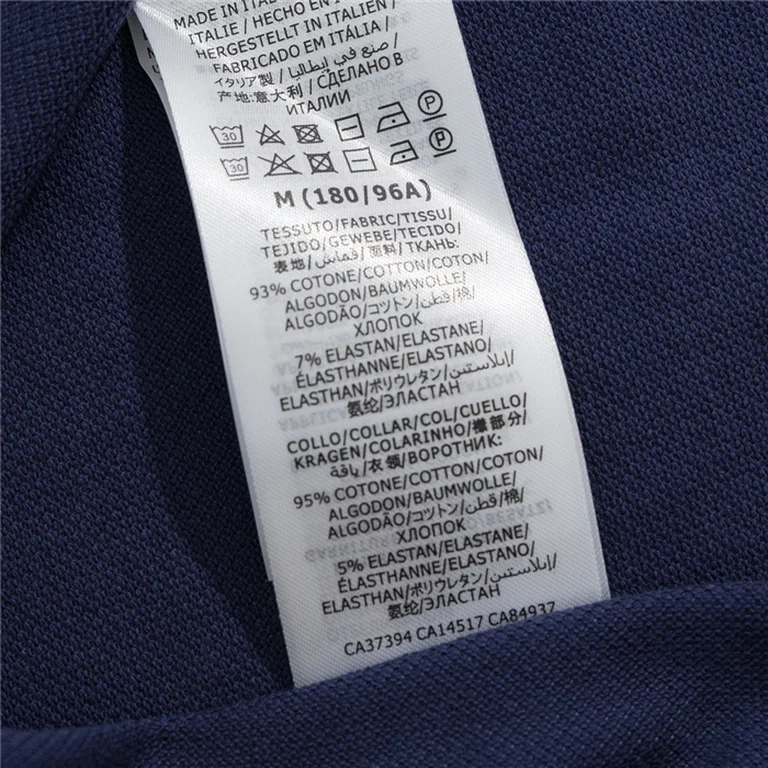 MADE IN ITAL
ITALIE / HECHO EN ITALIEN /
HERGESTELLT IN ITALIEN /
FABRICADO EM ITÁLIA /
صنع في إيطاليا /
イタリア製 /
产地:意大利 / СДЕЛАНО В
ИТАЛИИ
30 P
30 P
M (180/96A)
TESSUTO/FABRIC/TISSU/
TEJIDO/GEWEBE/TECIDO/
表地/قماش/面料/ТКАНЬ:
93% COTONE/COTTON/COTON/
ALGODON/BAUMWOLLE/
ALGODÃO/コットン/قطن/棉/
ХЛОПОК
7% ELASTAN/ELASTANE/
ÉLASTHANNE/ELASTANO/
ELASTHAN/ポリウレタン/إيلاستين/
氨纶/ЭЛАСТАН
COLLO/COLLAR/COL/CUELLO/
KRAGEN/COLARINHO/襟部分/
ياقة/衣领/ВОРОТНИК:
95% COTONE/COTTON/COTON/
ALGODON/BAUMWOLLE/
ALGODÃO/コットン/قطن/棉/
ХЛОПОК
5% ELASTAN/ELASTANE/
ÉLASTHANNE/ELASTANO/
ELASTHAN/ポリウレタン/إيلاستين/
氨纶/ЭЛАСТАН
CA37394 CA14517 CA84937